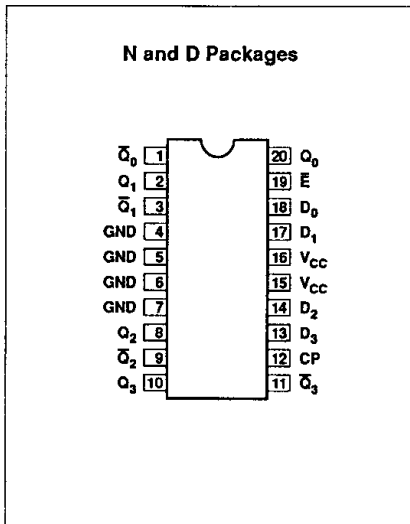 N and D Packages
Q̅0 1 20 Q0
Q1 2 19 E̅
Q̅1 3 18 D0
GND 4 17 D1
GND 5 16 VCC
GND 6 15 VCC
GND 7 14 D2
Q2 8 13 D3
Q̅2 9 12 CP
Q3 10 11 Q̅3